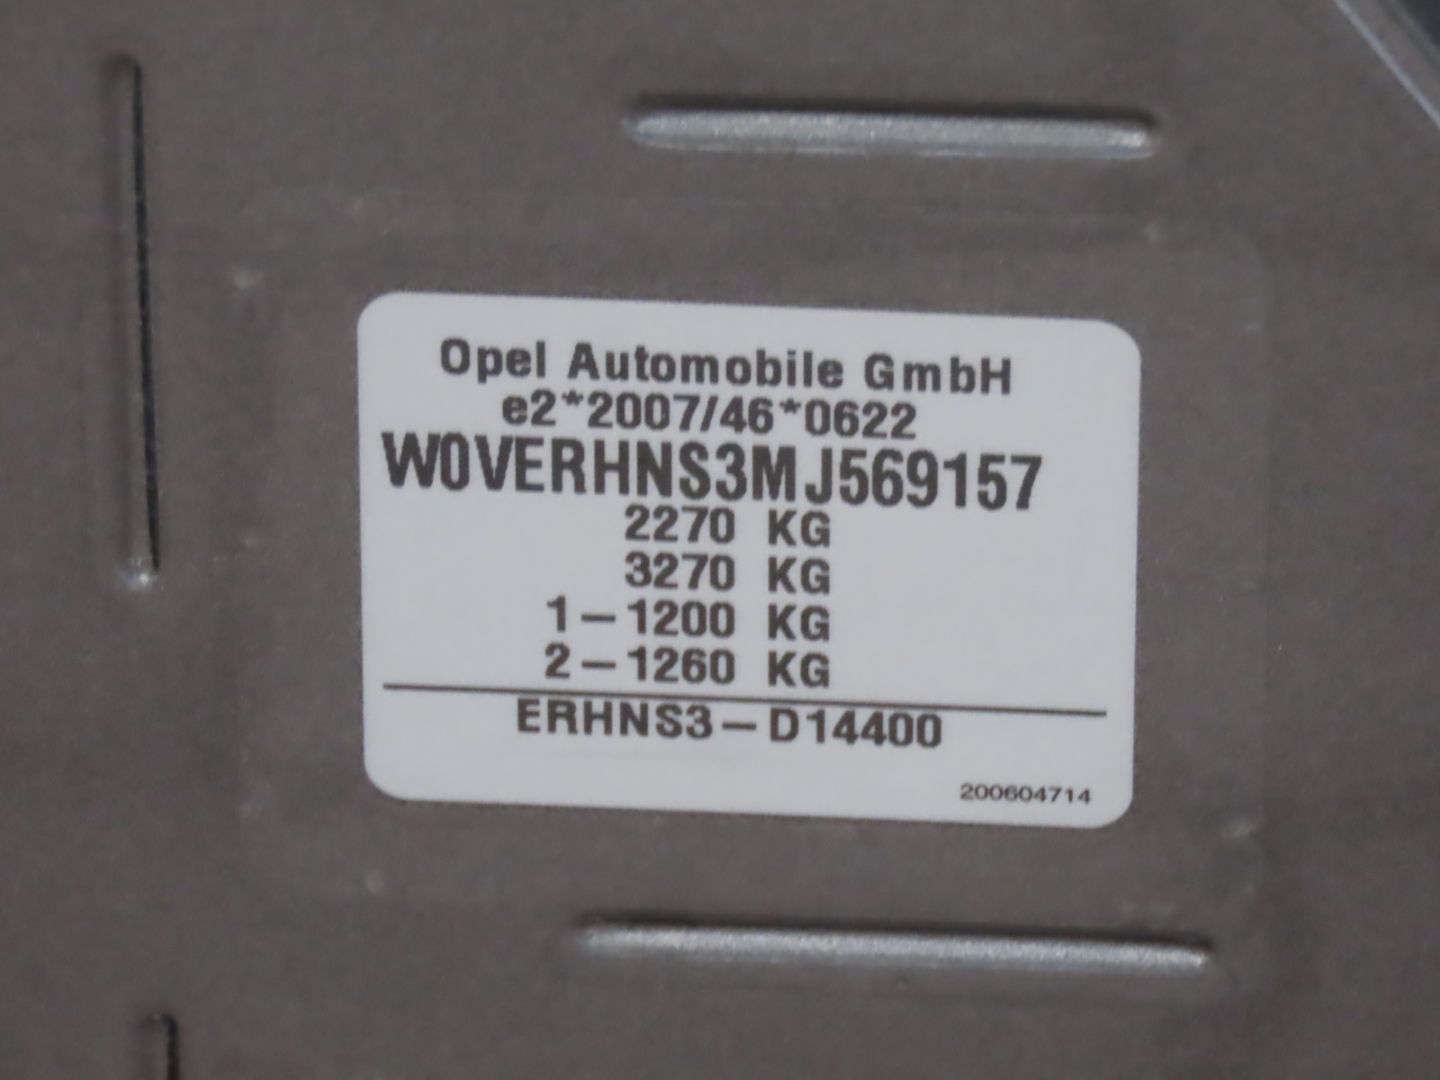 Opel Automobile GmbH
e2*2007/46*0622
W0VERHNS3MJ569157
2270 KG
3270 KG
1-1200 KG
2-1260 KG
ERHNS3-D14400
200604714